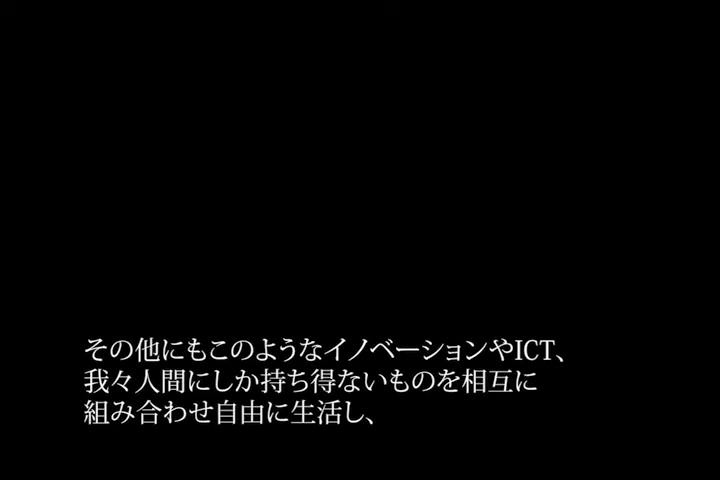 その他にもこのようなイノベーションやICT、
我々人間にしか持ち得ないものを相互に
組み合わせ自由に生活し、